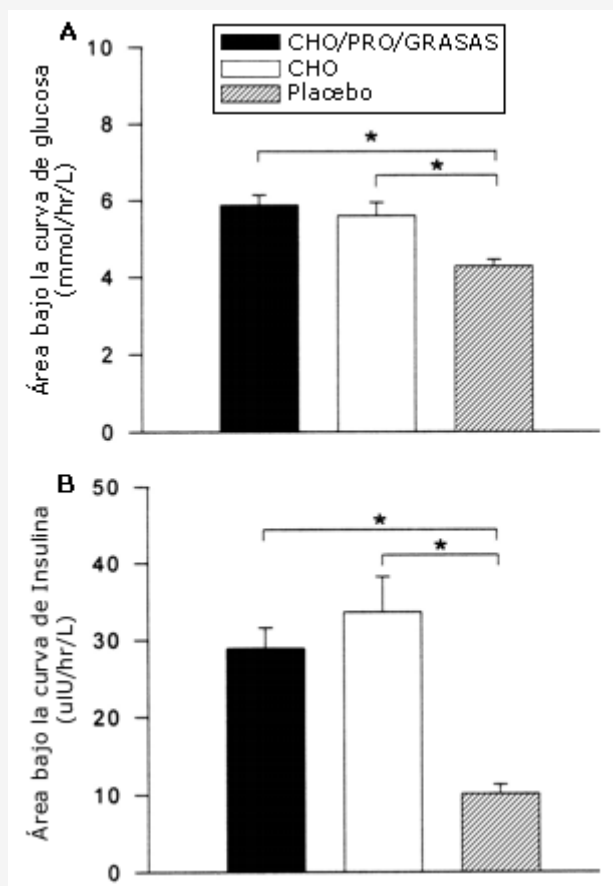 A
CHO/PRO/GRASAS
CHO
Placebo
Área bajo la curva de glucosa
(mmol/hr/L)
10
8
6
4
2
0
*
*
B
Área bajo la curva de Insulina
(uIU/hr/L)
50
40
30
20
10
0
*
*